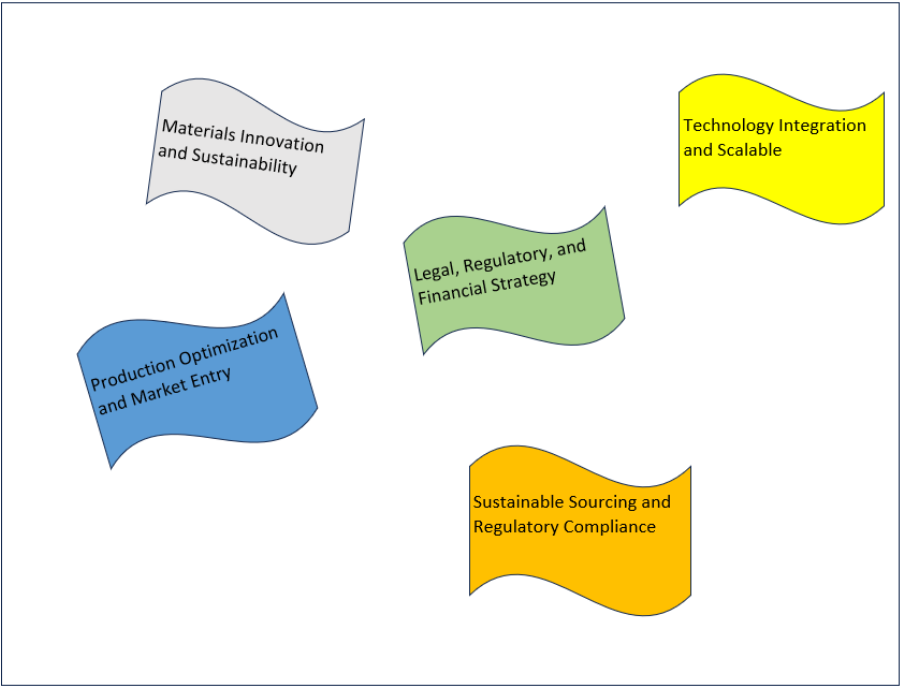 Materials Innovation
and Sustainability
Technology Integration
and Scalable
Legal, Regulatory, and
Financial Strategy
Production Optimization
and Market Entry
Sustainable Sourcing and
Regulatory Compliance